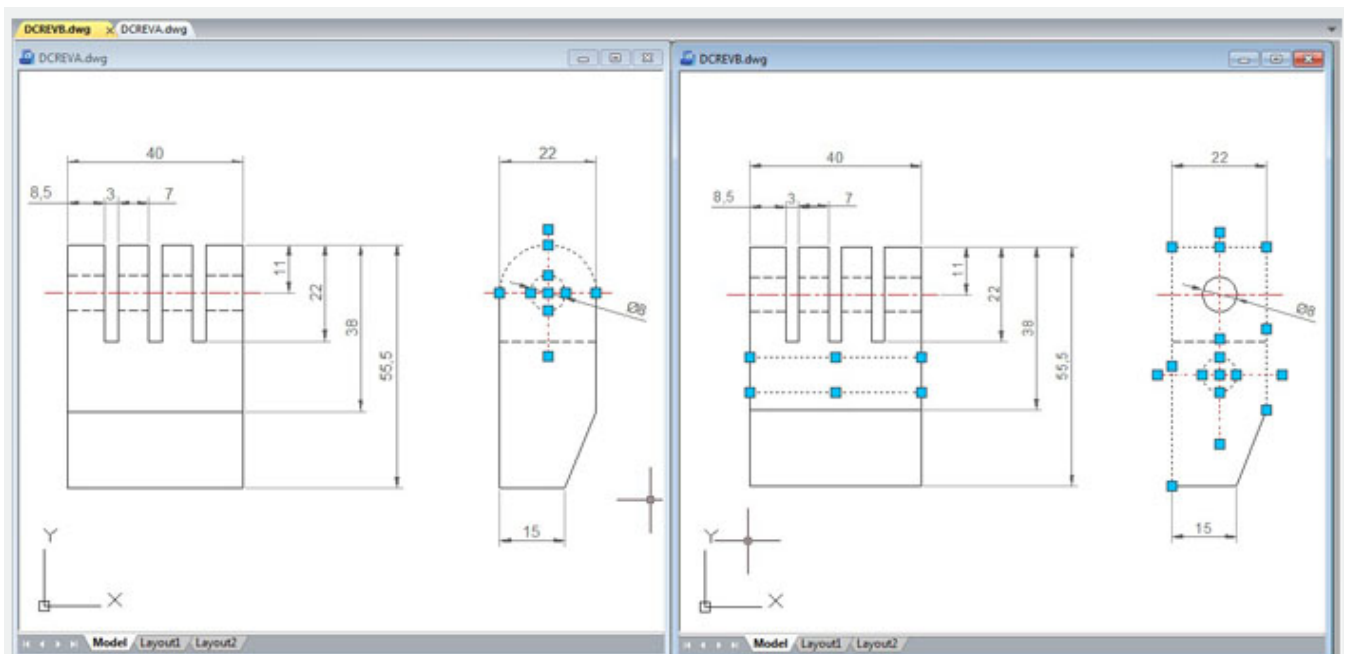 DCREVB.dwg DCREVA.dwg
DCREVA.dwg
40
22
8,5 3 7
11
22
38
55,5
Ø8
15
Y
X
Model Layout1 Layout2
DCREVB.dwg
40
22
8,5 3 7
11
22
38
55,5
Ø8
15
Y
X
Model Layout1 Layout2